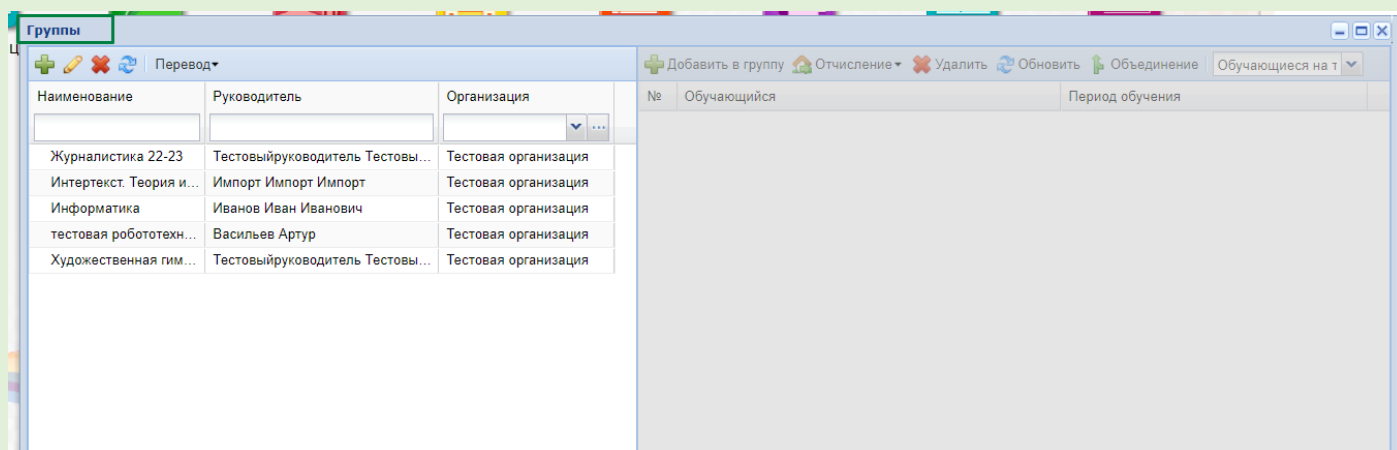 Группы
Ц
Перевод
Добавить в группу Отчисление Удалить Обновить Объединение Обучающиеся на т
Наименование Руководитель Организация
№ Обучающийся Период обучения
Журналистика 22-23 Тестовыйруководитель Тестовы... Тестовая организация
Интертекст. Теория и... Импорт Импорт Импорт Тестовая организация
Информатика Иванов Иван Иванович Тестовая организация
тестовая робототехн... Васильев Артур Тестовая организация
Художественная гим... Тестовыйруководитель Тестовы... Тестовая организация